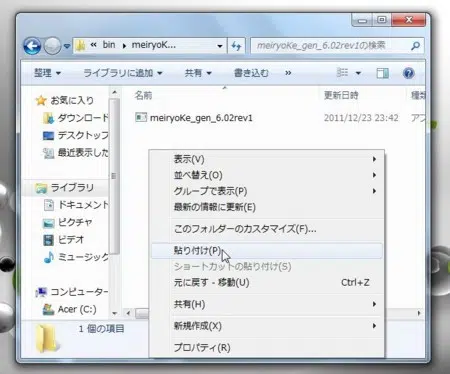 « bin ▸ meiryoK...
meiryoKe_gen_6.02rev1の検索
整理 ライブラリに追加 共有 書き込む »
お気に入り
ダウンロード
デスクトップ
最近表示した
ライブラリ
ドキュメント
ピクチャ
ビデオ
ミュージック
コンピューター
Acer (C:)
名前 更新日時 種類
meiryoKe_gen_6.02rev1 2011/12/23 23:42 アプ
表示(V)
並べ替え(O)
グループで表示(P)
最新の情報に更新(E)
このフォルダーのカスタマイズ(F)...
貼り付け(P)
ショートカットの貼り付け(S)
元に戻す - 移動(U) Ctrl+Z
共有(H)
新規作成(X)
プロパティ(R)
1 個の項目